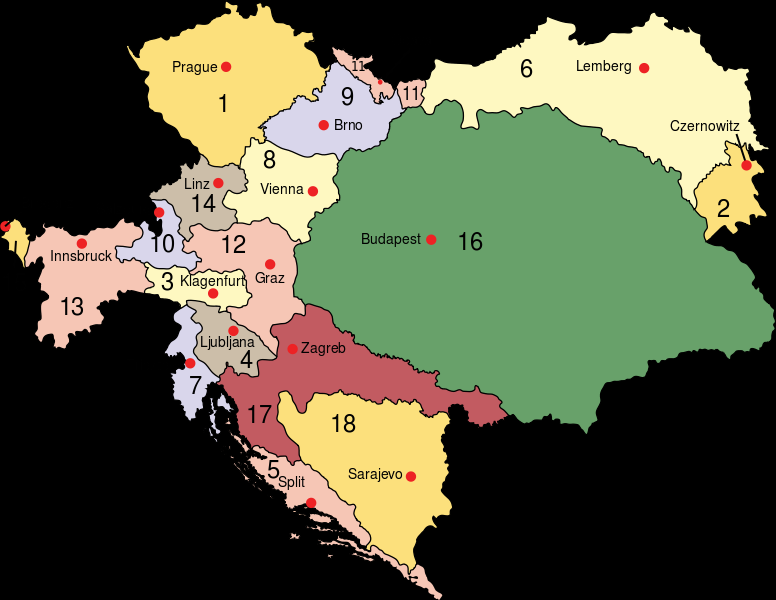 Prague
1
11
9
11
Brno
6
Lemberg
Czernowitz
2
8
Vienna
Linz
14
Budapest
16
Innsbruck
10
12
Graz
3
Klagenfurt
13
Ljubljana
4
Zagreb
7
17
18
5
Split
Sarajevo